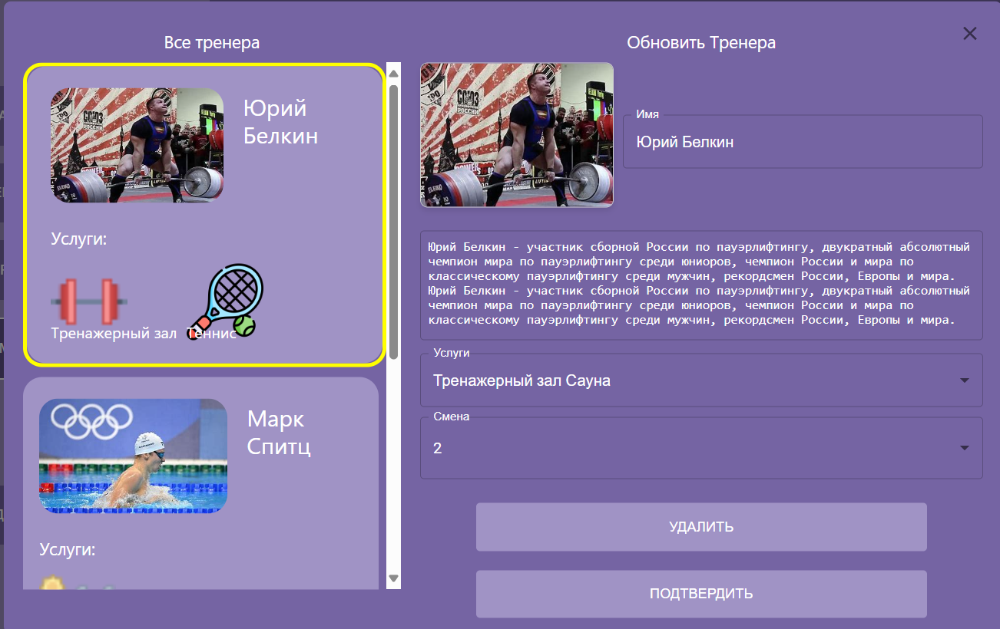 Все тренера
Юрий
Белкин
Услуги:
Тренажерный зал Теннис
Марк
Спитц
Услуги:
Обновить Тренера
СОЮЗ
РОССИИ
ELEIKO
Имя
Юрий Белкин
Юрий Белкин - участник сборной России по пауэрлифтингу, двукратный абсолютный
чемпион мира по пауэрлифтингу среди юниоров, чемпион России и мира по
классическому пауэрлифтингу среди мужчин, рекордсмен России, Европы и мира.
Юрий Белкин - участник сборной России по пауэрлифтингу, двукратный абсолютный
чемпион мира по пауэрлифтингу среди юниоров, чемпион России и мира по
классическому пауэрлифтингу среди мужчин, рекордсмен России, Европы и мира.
Услуги
Тренажерный зал Сауна
Смена
2
УДАЛИТЬ
ПОДТВЕРДИТЬ